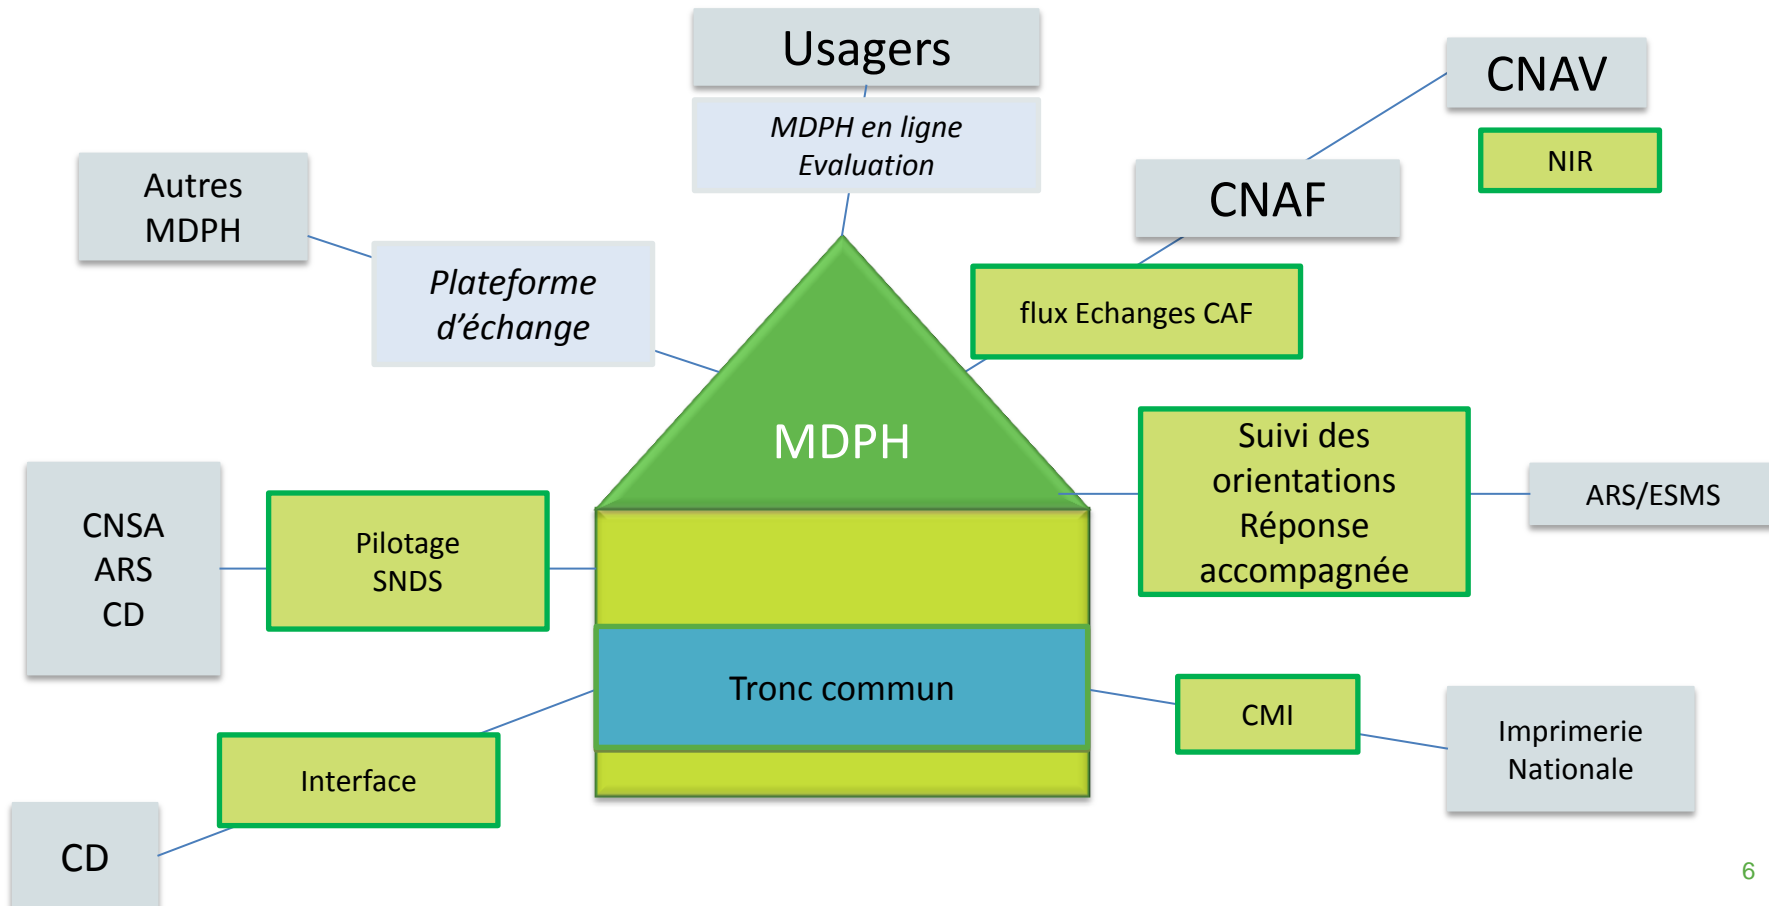 Usagers
MDPH en ligne
Evaluation
CNAV
NIR
Autres
MDPH
CNAF
Plateforme
d’échange
flux Echanges CAF
MDPH
Suivi des
orientations
Réponse
accompagnée
ARS/ESMS
CNSA
ARS
CD
Pilotage
SNDS
Tronc commun
CMI
Imprimerie
Nationale
Interface
CD
6